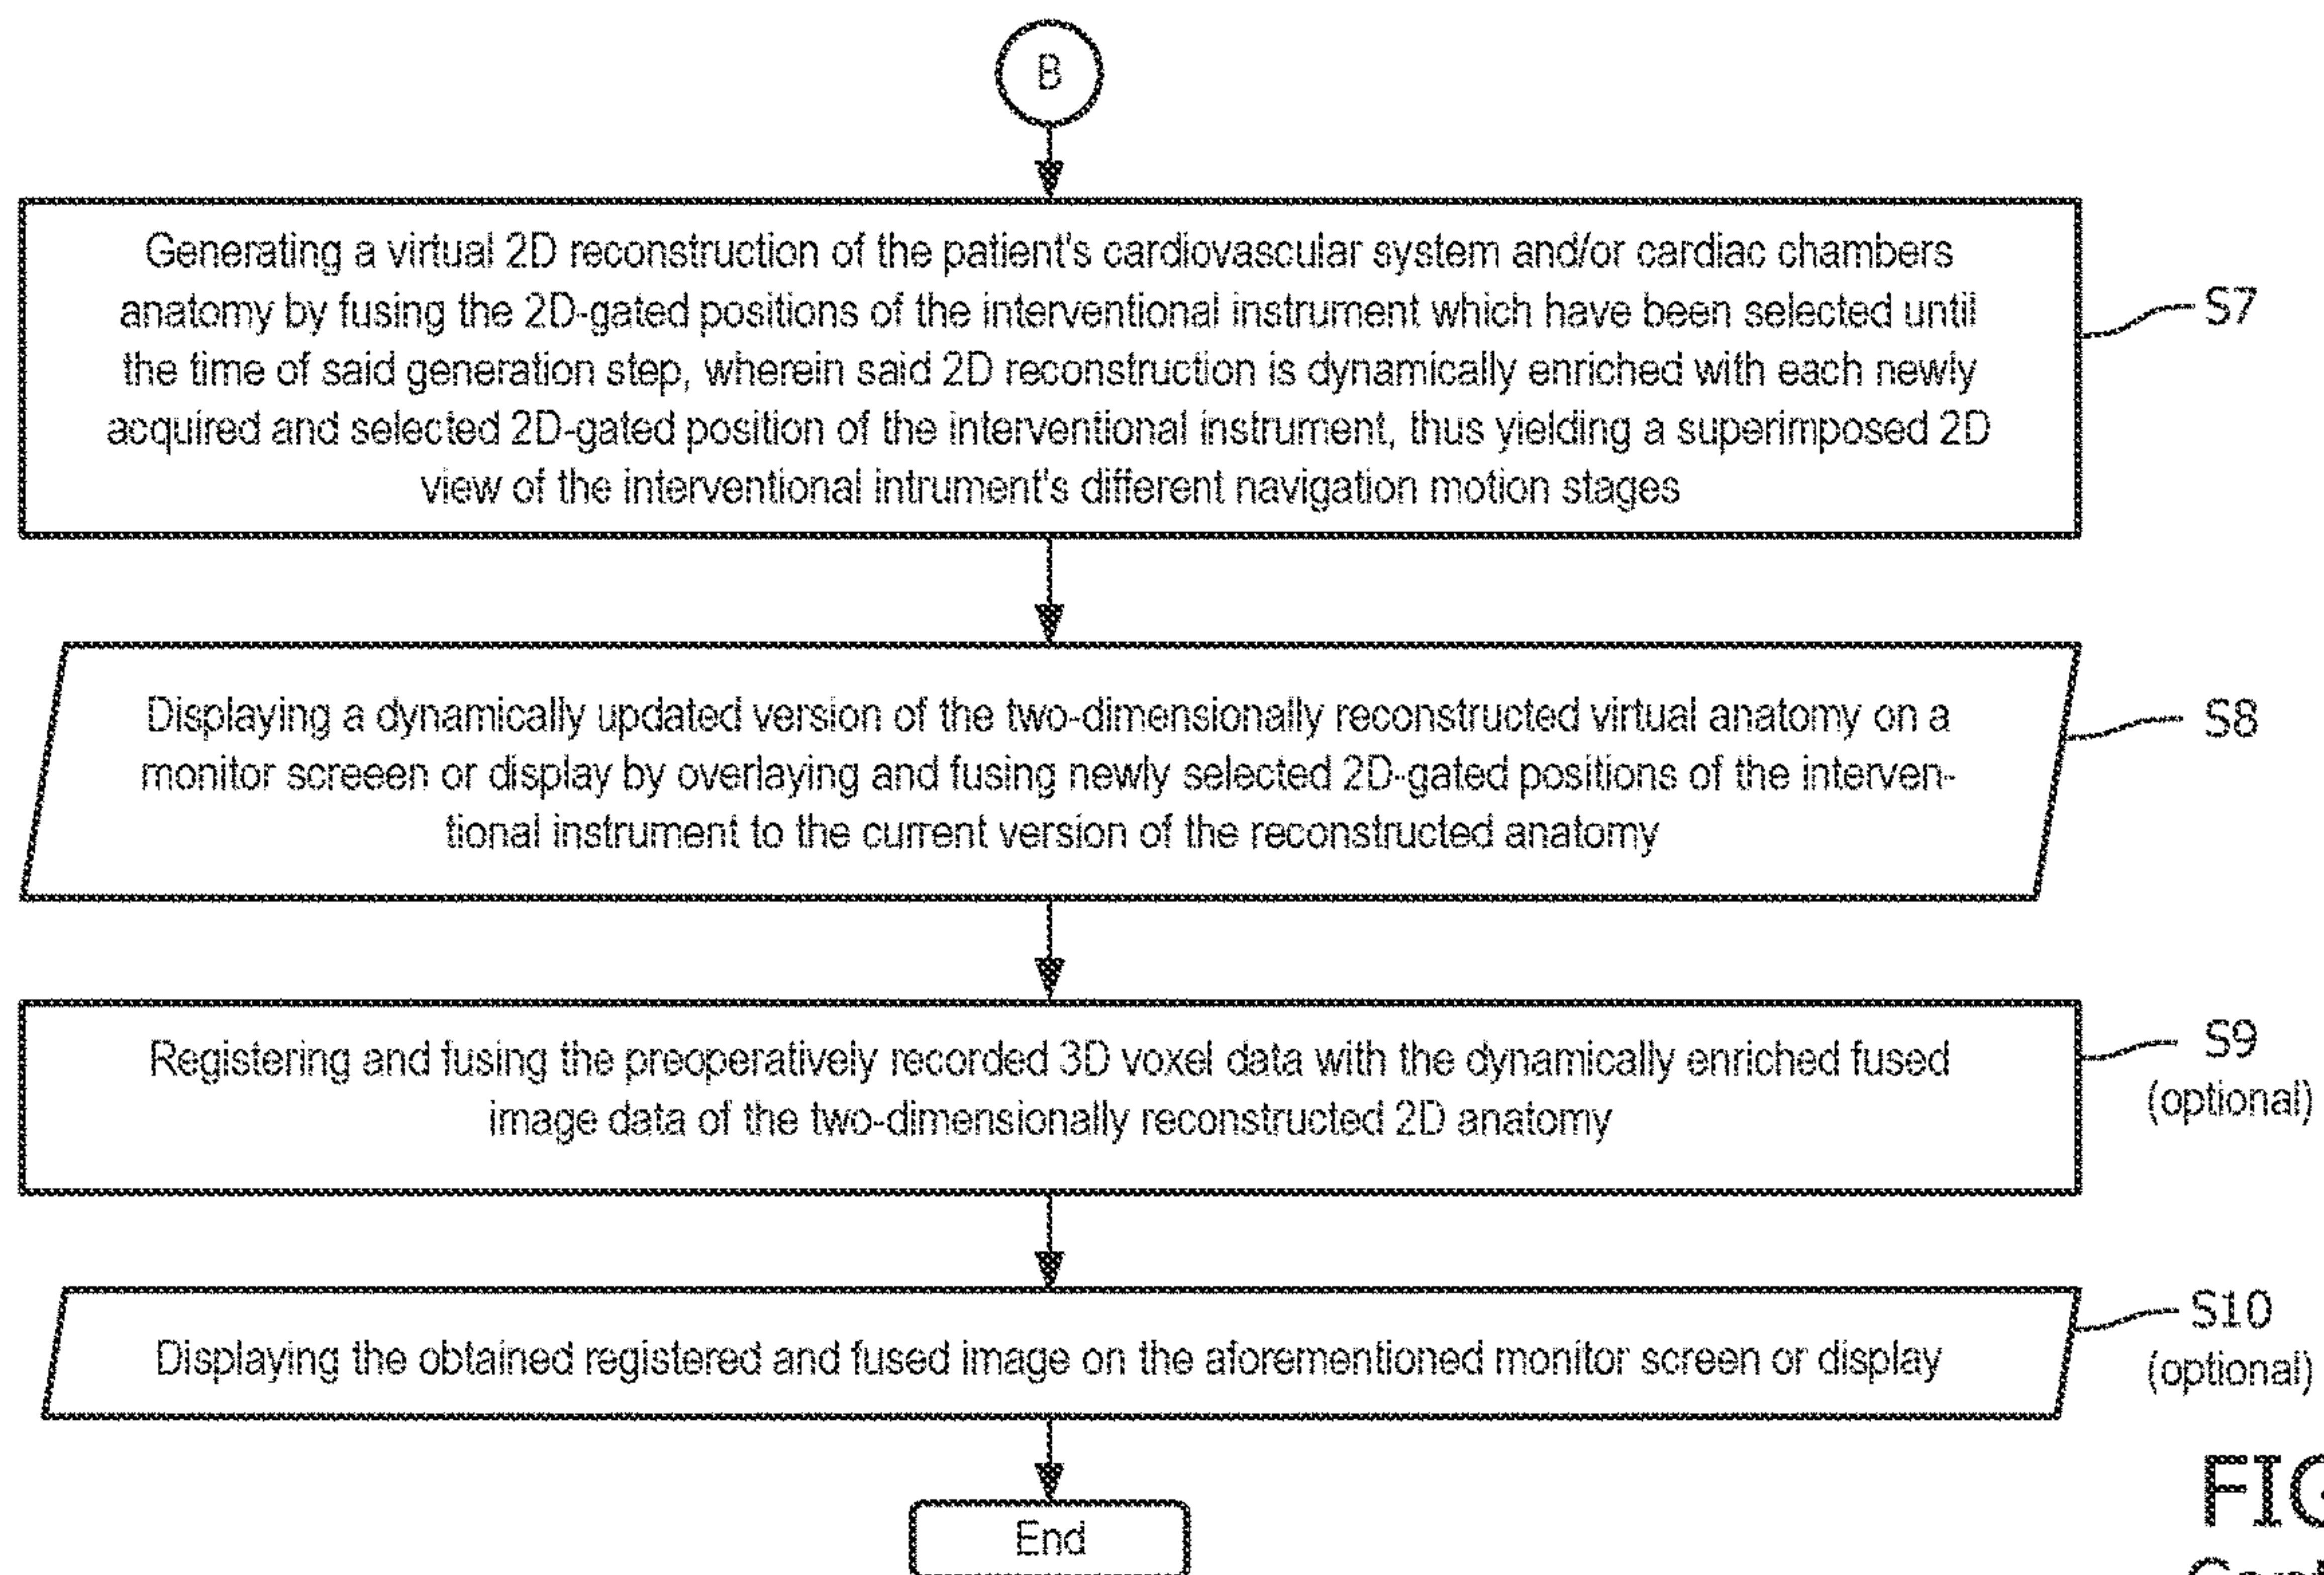 B
Generating a virtual 2D reconstruction of the patient's cardiovascular system and/or cardiac chambers
anatomy by fusing the 2D-gated positions of the interventional instrument which have been selected until
the time of said generation step, wherein said 2D reconstruction is dynamically enriched with each newly
acquired and selected 2D-gated position of the interventional instrument, thus yielding a superimposed 2D
view of the interventional intrument's different navigation motion stages
S7
Displaying a dynamically updated version of the two-dimensionally reconstructed virtual anatomy on a
monitor screeen or display by overlaying and fusing newly selected 2D-gated positions of the interven-
tional instrument to the current version of the reconstructed anatomy
S8
Registering and fusing the preoperatively recorded 3D voxel data with the dynamically enriched fused
image data of the two-dimensionally reconstructed 2D anatomy
S9
(optional)
Displaying the obtained registered and fused image on the aforementioned monitor screen or display
S10
(optional)
End